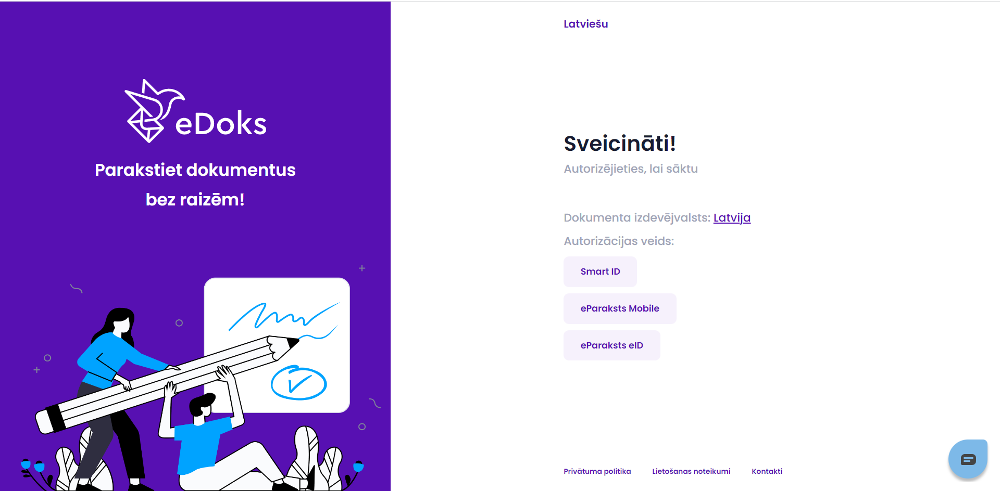 eDoks
Parakstiet dokumentus
bez raizēm!
Latviešu
Sveicināti!
Autorizējieties, lai sāktu
Dokumenta izdevējvalsts: Latvija
Autorizācijas veids:
Smart ID
eParaksts Mobile
eParaksts eID
Privātuma politika Lietošanas noteikumi Kontakti